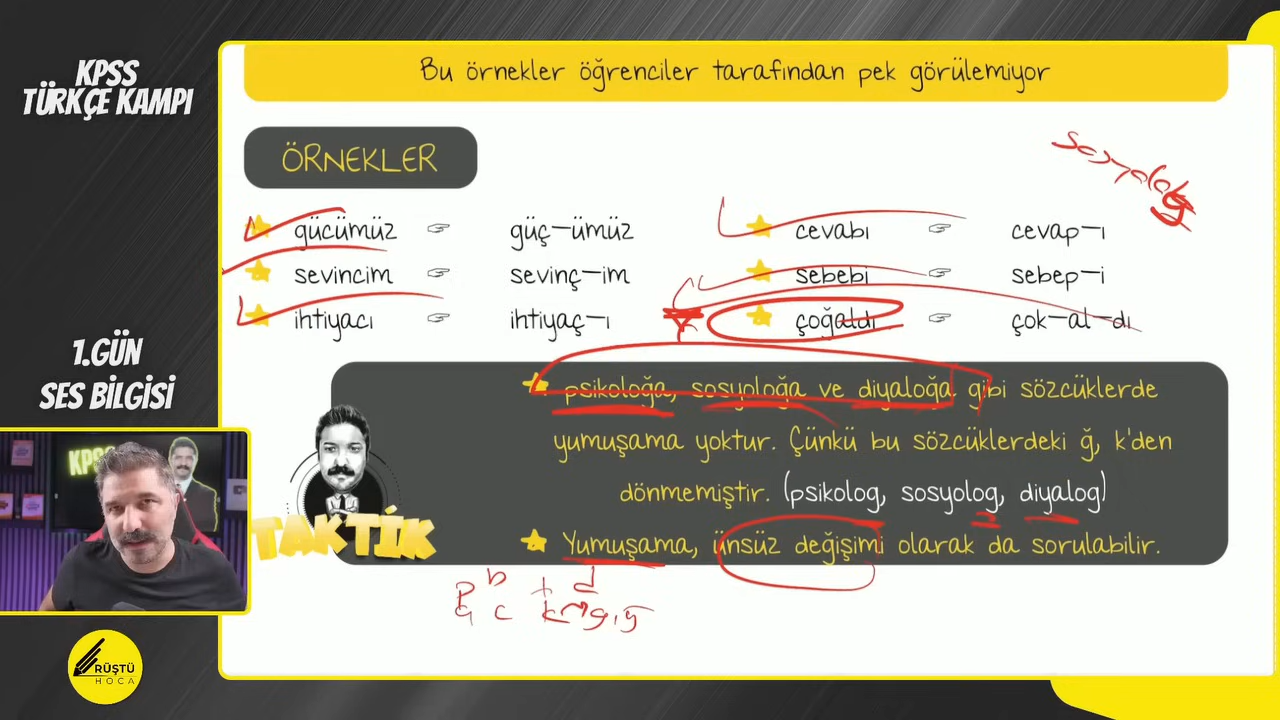 KPSS
TÜRKÇE KAMPI
1.GÜN
SES BİLGİSİ
Bu örnekler öğrenciler tarafından pek görülemiyor
ÖRNEKLER
gücümüz ☞ güç-ümüz
sevincim ☞ sevinç-im
ihtiyacı ☞ ihtiyaç-ı
cevabı ☞ cevap-ı
sebebi ☞ sebep-i
çoğaldı ☞ çok-al-dı
psikoloğa, sosyoloğa ve diyaloğa gibi sözcüklerde
yumuşama yoktur. Çünkü bu sözcüklerdeki ğ, k'den
dönmemiştir. (psikolog, sosyolog, diyalog)
Yumuşama, ünsüz değişimi olarak da sorulabilir.
TAKTİK
KPSS
RÜŞTÜ
HOCA